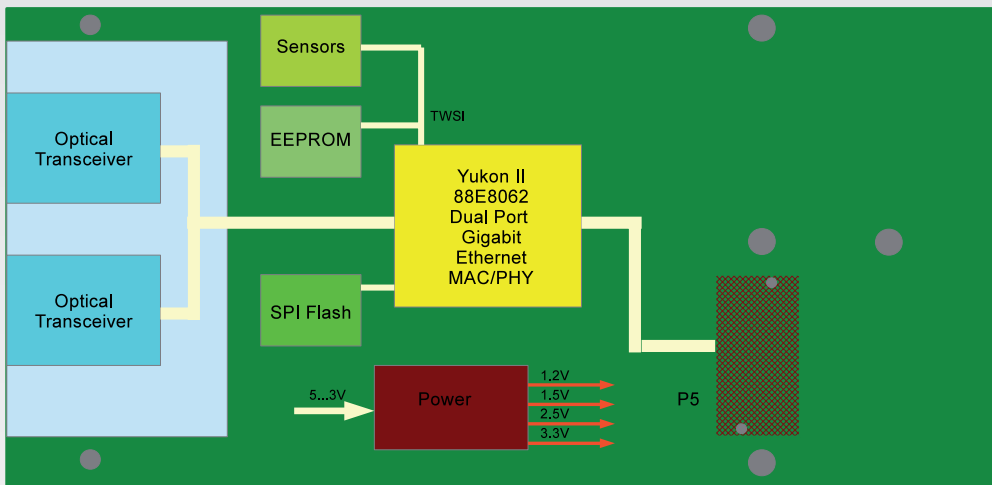 Sensors
TWSI
EEPROM
Optical
Transceiver
Yukon II
88E8062
Dual Port
Gigabit
Ethernet
MAC/PHY
Optical
Transceiver
SPI Flash
5...3V
Power
1.2V
1.5V
2.5V
3.3V
P5